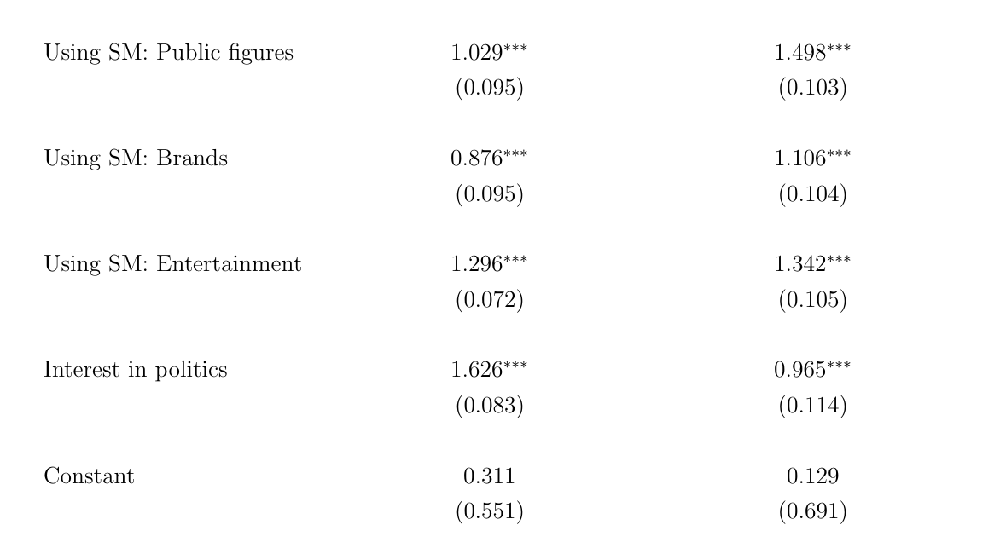 Using SM: Public figures 1.029*** 1.498***
(0.095) (0.103)
Using SM: Brands 0.876*** 1.106***
(0.095) (0.104)
Using SM: Entertainment 1.296*** 1.342***
(0.072) (0.105)
Interest in politics 1.626*** 0.965***
(0.083) (0.114)
Constant 0.311 0.129
(0.551) (0.691)